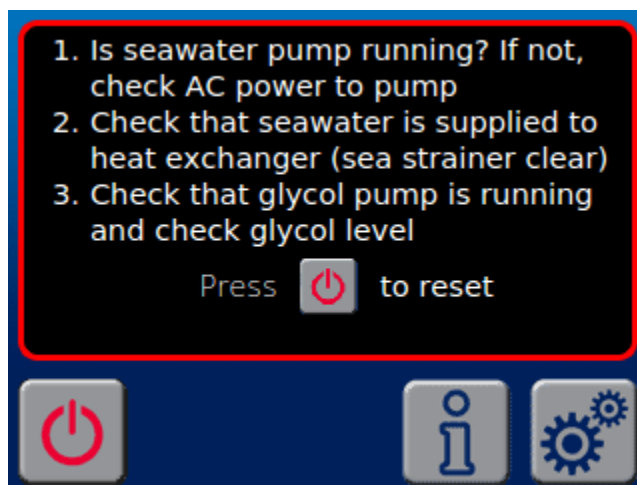 1. Is seawater pump running? If not,
check AC power to pump
2. Check that seawater is supplied to
heat exchanger (sea strainer clear)
3. Check that glycol pump is running
and check glycol level
Press to reset